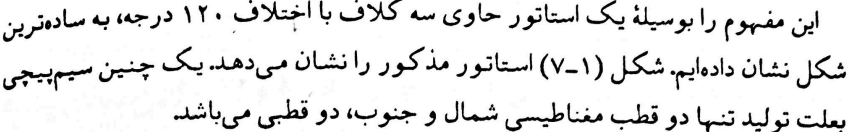 این مفهوم را بوسیلهٔ یک استاتور حاوی سه کلاف با اختلاف ۱۲۰ درجه، به ساده‌ترین
شکل نشان داده‌ایم. شکل (۱-۷) استاتور مذکور را نشان می‌دهد. یک چنین سیم‌پیچی
بعلت تولید تنها دو قطب مغناطیسی شمال و جنوب، دو قطبی می‌باشد.